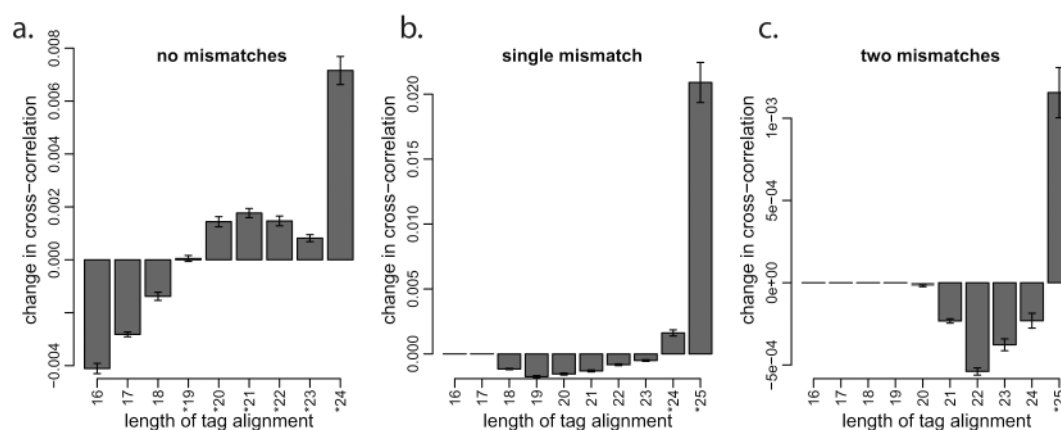 a.
no mismatches
change in cross−correlation
0.008
0.006
0.004
0.002
0.000
−0.004
16
17
18
*19
*20
*21
*22
*23
*24
length of tag alignment
b.
single mismatch
change in cross−correlation
0.020
0.015
0.010
0.005
0.000
16
17
18
19
20
21
22
23
*24
*25
length of tag alignment
c.
two mismatches
change in cross−correlation
1e−03
5e−04
0e+00
−5e−04
16
17
18
19
20
21
22
23
24
*25
length of tag alignment